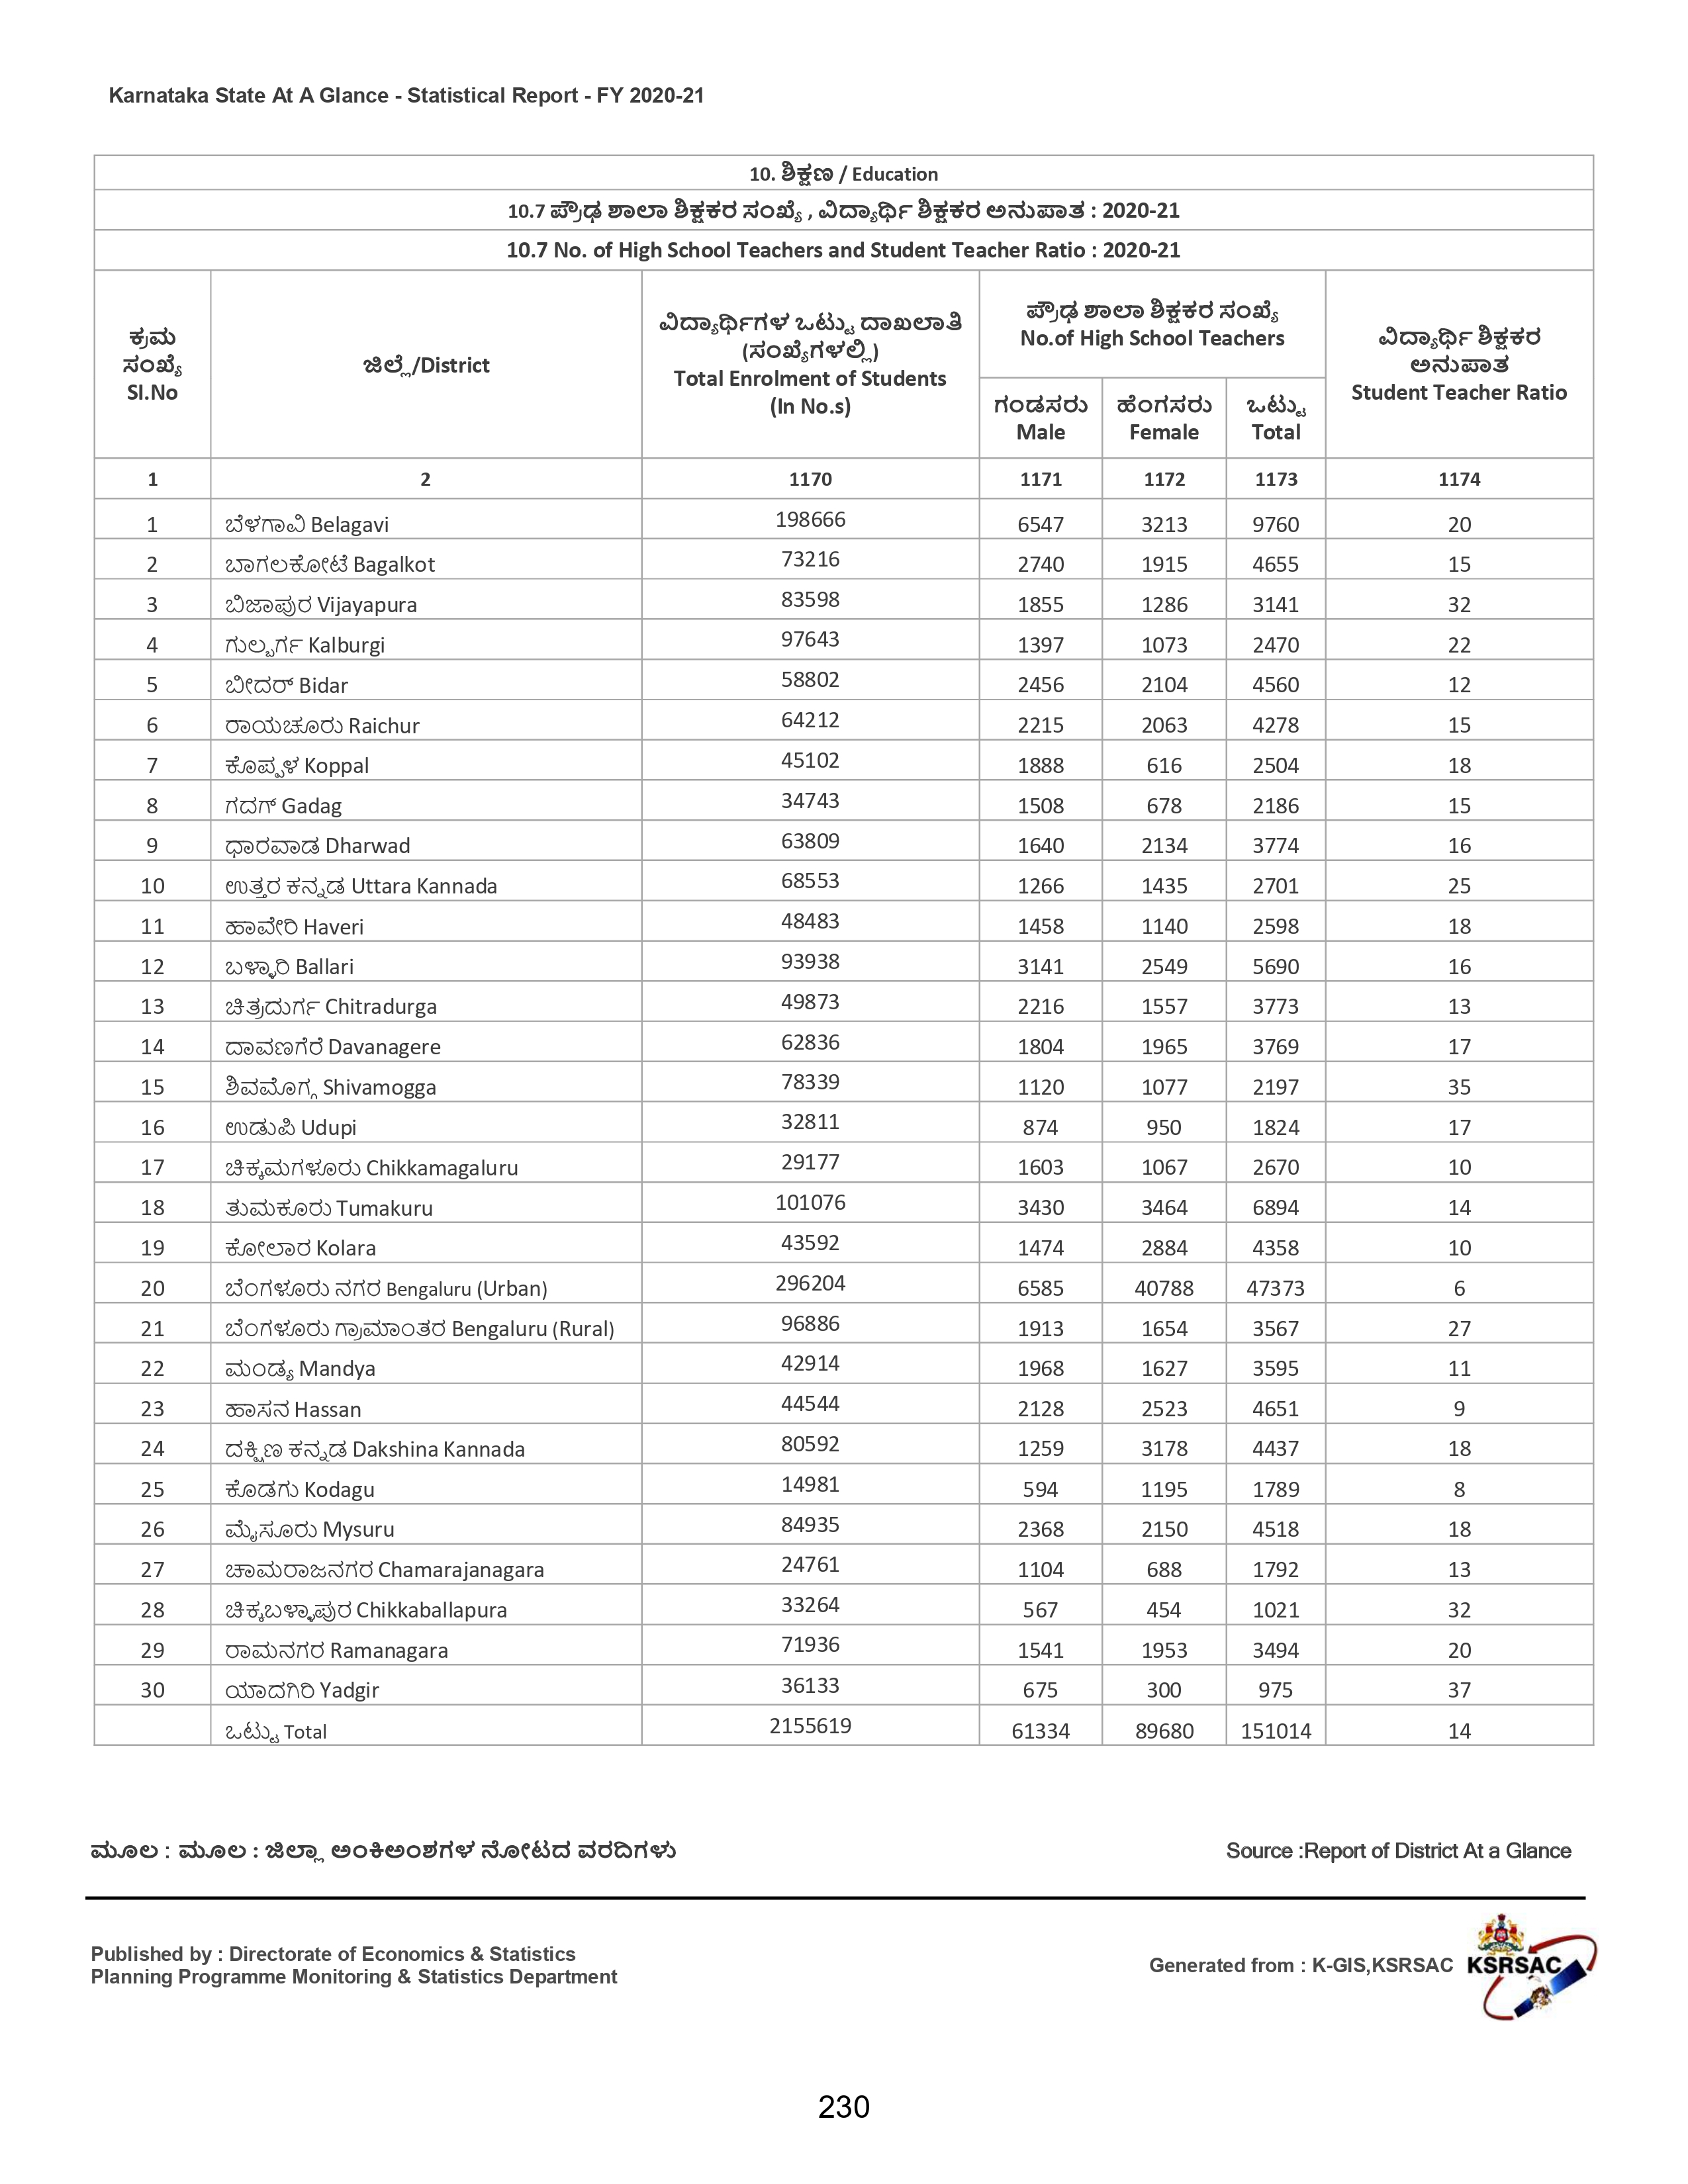 Karnataka State At A Glance - Statistical Report - FY 2020-21
10. ಶಿಕ್ಷಣ / Education
10.7 ಪ್ರೌಢ ಶಾಲಾ ಶಿಕ್ಷಕರ ಸಂಖ್ಯೆ , ವಿದ್ಯಾರ್ಥಿ ಶಿಕ್ಷಕರ ಅನುಪಾತ : 2020-21
10.7 No. of High School Teachers and Student Teacher Ratio : 2020-21
ಕ್ರಮ ಸಂಖ್ಯೆ Sl.No
ಜಿಲ್ಲೆ/District
ವಿದ್ಯಾರ್ಥಿಗಳ ಒಟ್ಟು ದಾಖಲಾತಿ
(ಸಂಖ್ಯೆಗಳಲ್ಲಿ)
Total Enrolment of Students
(In No.s)
ಪ್ರೌಢ ಶಾಲಾ ಶಿಕ್ಷಕರ ಸಂಖ್ಯೆ
No.of High School Teachers
ಗಂಡಸರು Male
ಹೆಂಗಸರು Female
ಒಟ್ಟು Total
ವಿದ್ಯಾರ್ಥಿ ಶಿಕ್ಷಕರ
ಅನುಪಾತ
Student Teacher Ratio
1 2 1170 1171 1172 1173 1174
1 ಬೆಳಗಾವಿ Belagavi 198666 6547 3213 9760 20
2 ಬಾಗಲಕೋಟೆ Bagalkot 73216 2740 1915 4655 15
3 ಬಿಜಾಪುರ Vijayapura 83598 1855 1286 3141 32
4 ಗುಲ್ಬರ್ಗ Kalburgi 97643 1397 1073 2470 22
5 ಬೀದರ್ Bidar 58802 2456 2104 4560 12
6 ರಾಯಚೂರು Raichur 64212 2215 2063 4278 15
7 ಕೊಪ್ಪಳ Koppal 45102 1888 616 2504 18
8 ಗದಗ್ Gadag 34743 1508 678 2186 15
9 ಧಾರವಾಡ Dharwad 63809 1640 2134 3774 16
10 ಉತ್ತರ ಕನ್ನಡ Uttara Kannada 68553 1266 1435 2701 25
11 ಹಾವೇರಿ Haveri 48483 1458 1140 2598 18
12 ಬಳ್ಳಾರಿ Ballari 93938 3141 2549 5690 16
13 ಚಿತ್ರದುರ್ಗ Chitradurga 49873 2216 1557 3773 13
14 ದಾವಣಗೆರೆ Davanagere 62836 1804 1965 3769 17
15 ಶಿವಮೊಗ್ಗ Shivamogga 78339 1120 1077 2197 35
16 ಉಡುಪಿ Udupi 32811 874 950 1824 17
17 ಚಿಕ್ಕಮಗಳೂರು Chikkamagaluru 29177 1603 1067 2670 10
18 ತುಮಕೂರು Tumakuru 101076 3430 3464 6894 14
19 ಕೋಲಾರ Kolara 43592 1474 2884 4358 10
20 ಬೆಂಗಳೂರು ನಗರ Bengaluru (Urban) 296204 6585 40788 47373 6
21 ಬೆಂಗಳೂರು ಗ್ರಾಮಾಂತರ Bengaluru (Rural) 96886 1913 1654 3567 27
22 ಮಂಡ್ಯ Mandya 42914 1968 1627 3595 11
23 ಹಾಸನ Hassan 44544 2128 2523 4651 9
24 ದಕ್ಷಿಣ ಕನ್ನಡ Dakshina Kannada 80592 1259 3178 4437 18
25 ಕೊಡಗು Kodagu 14981 594 1195 1789 8
26 ಮೈಸೂರು Mysuru 84935 2368 2150 4518 18
27 ಚಾಮರಾಜನಗರ Chamarajanagara 24761 1104 688 1792 13
28 ಚಿಕ್ಕಬಳ್ಳಾಪುರ Chikkaballapura 33264 567 454 1021 32
29 ರಾಮನಗರ Ramanagara 71936 1541 1953 3494 20
30 ಯಾದಗಿರಿ Yadgir 36133 675 300 975 37
ಒಟ್ಟು Total 2155619 61334 89680 151014 14
ಮೂಲ : ಮೂಲ : ಜಿಲ್ಲಾ ಅಂಕಿಅಂಶಗಳ ನೋಟದ ವರದಿಗಳು Source :Report of District At a Glance
Published by : Directorate of Economics & Statistics
Planning Programme Monitoring & Statistics Department
Generated from : K-GIS,KSRSAC KSRSAC
230